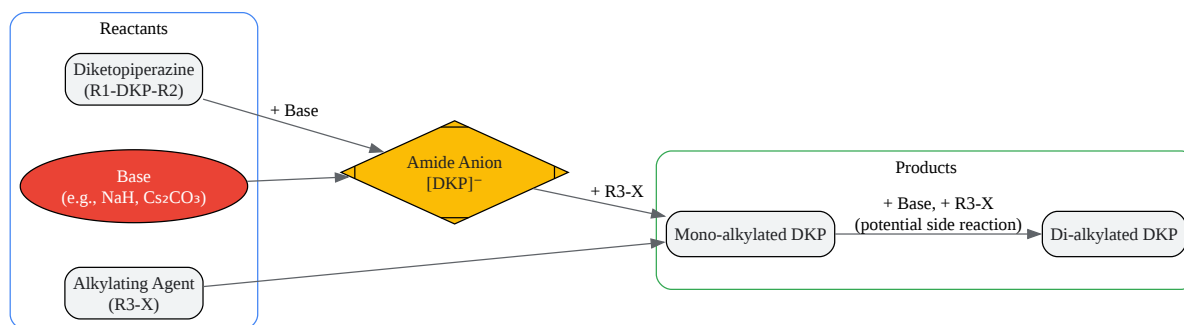 Reactants
Diketopiperazine
(R1-DKP-R2)
+ Base
Base
(e.g., NaH, Cs₂CO₃)
Alkylating Agent
(R3-X)
Amide Anion
[DKP]⁻
+ R3-X
Products
Mono-alkylated DKP
+ Base, + R3-X
(potential side reaction)
Di-alkylated DKP